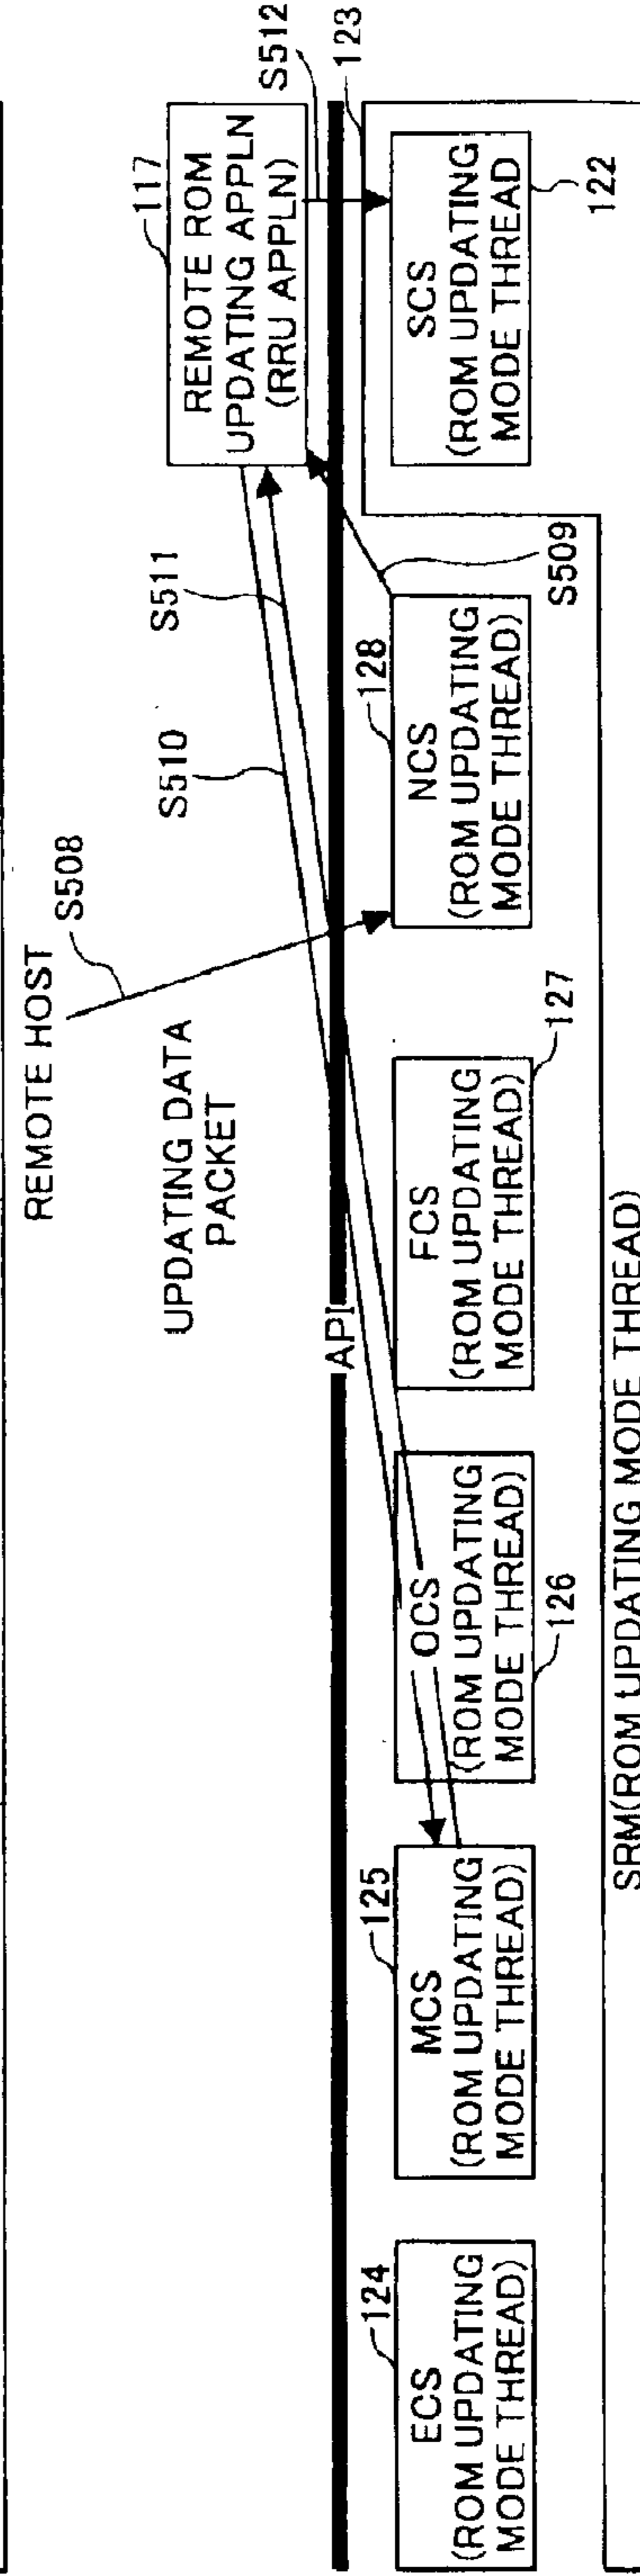 REMOTE HOST
S508
UPDATING DATA
PACKET
S510
S511
117
REMOTE ROM
UPDATING APPLN
(RRU APPLN)
S512
API
123
124
ECS
(ROM UPDATING
MODE THREAD)
125
MCS
(ROM UPDATING
MODE THREAD)
OCS
(ROM UPDATING
MODE THREAD)
126
FCS
(ROM UPDATING
MODE THREAD)
127
128
NCS
(ROM UPDATING
MODE THREAD)
S509
SCS
(ROM UPDATING
MODE THREAD
122
SRM(ROM UPDATING MODE THREAD)